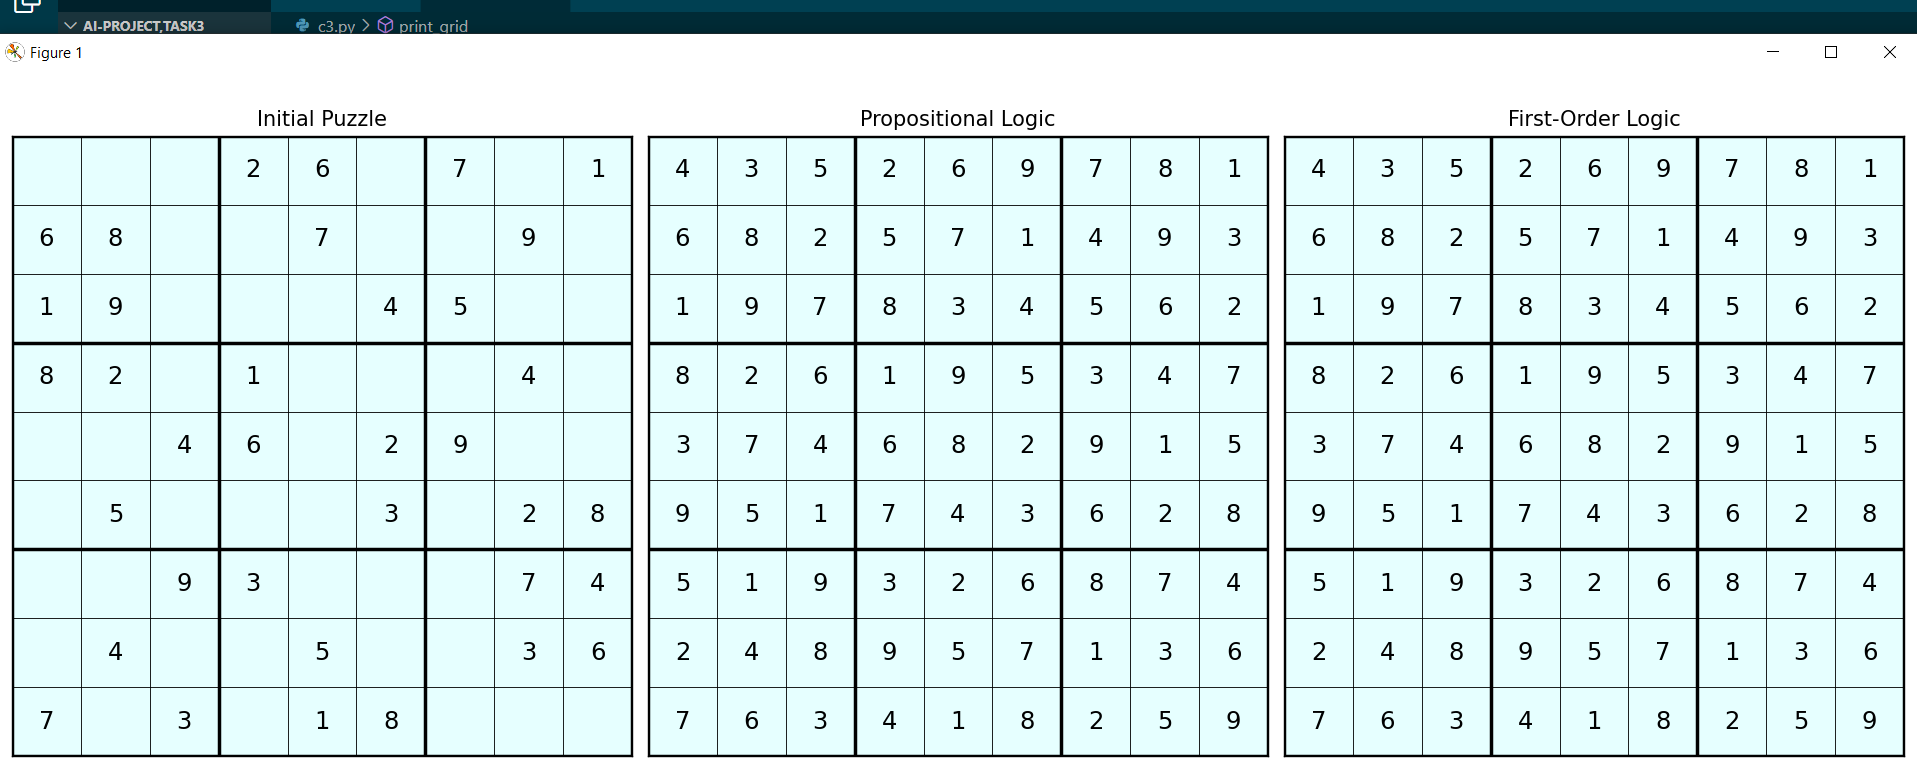 AI-PROJECT,TASK3 c3.py > print_grid
Figure 1
Initial Puzzle Propositional Logic First-Order Logic
2 6 7 1 4 3 5 2 6 9 7 8 1 4 3 5 2 6 9 7 8 1
6 8 7 9 6 8 2 5 7 1 4 9 3 6 8 2 5 7 1 4 9 3
1 9 4 5 1 9 7 8 3 4 5 6 2 1 9 7 8 3 4 5 6 2
8 2 1 4 8 2 6 1 9 5 3 4 7 8 2 6 1 9 5 3 4 7
4 6 2 9 3 7 4 6 8 2 9 1 5 3 7 4 6 8 2 9 1 5
5 3 2 8 9 5 1 7 4 3 6 2 8 9 5 1 7 4 3 6 2 8
9 3 7 4 5 1 9 3 2 6 8 7 4 5 1 9 3 2 6 8 7 4
4 5 3 6 2 4 8 9 5 7 1 3 6 2 4 8 9 5 7 1 3 6
7 3 1 8 7 6 3 4 1 8 2 5 9 7 6 3 4 1 8 2 5 9